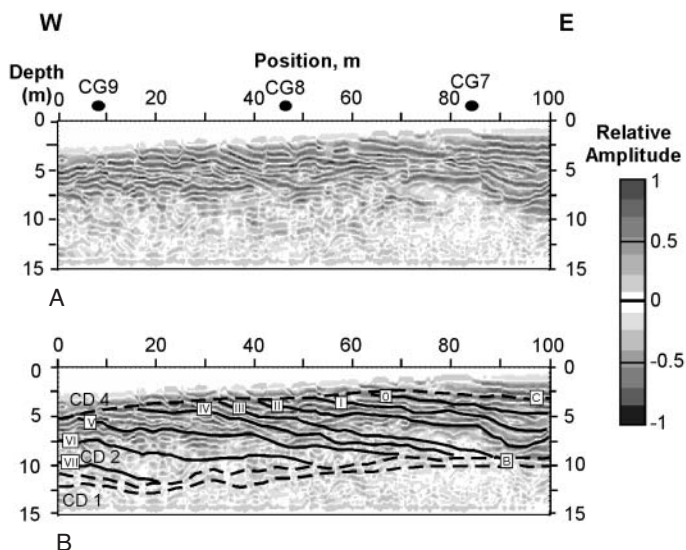 W E
Position, m
Depth (m)
CG9 CG8 CG7
0 20 40 60 80 100
0 0
5 5
10 10
15 15
A
Relative Amplitude
1
0.5
0
-0.5
-1
0 20 40 60 80 100
0 0
5 5
10 10
15 15
CD 4
CD 2
CD 1
V IV III II I 0 C
VI
VII
B
B